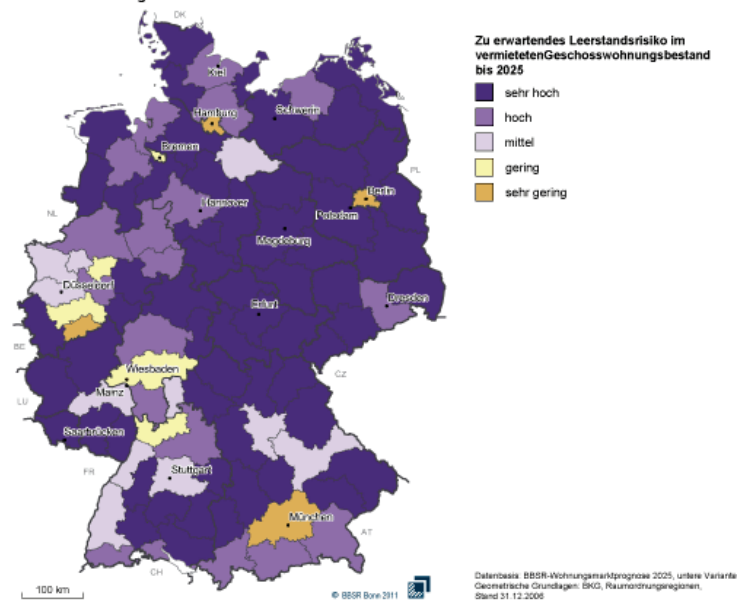 DK
Zu erwartendes Leerstandsrisiko im
vermietetenGeschosswohnungsbestand
bis 2025
sehr hoch
hoch
mittel
gering
sehr gering
Kiel
Hamburg
Schwerin
Bremen
PL
Berlin
NL
Hannover
Potsdam
Magdeburg
Düsseldorf
Dresden
Erfurt
BE
Wiesbaden
CZ
LU
Mainz
Saarbrücken
FR
Stuttgart
München
AT
CH
100 km
© BBSR Bonn 2011
Datenbasis: BBSR-Wohnungsmarktprognose 2025, untere Variante
Geometrische Grundlagen: BKG, Raumordnungsregionen,
Stand 31.12.2006